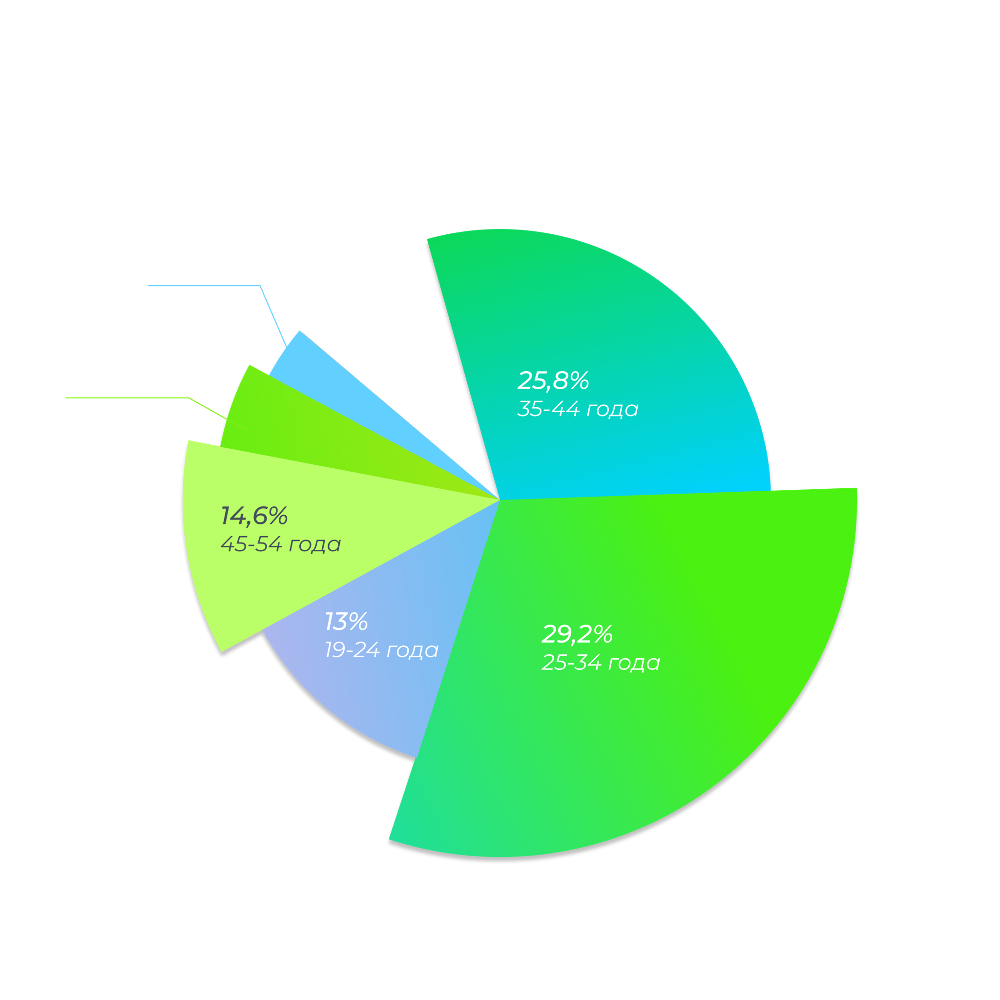 25,8%
35-44 года
14,6%
45-54 года
13%
19-24 года
29,2%
25-34 года